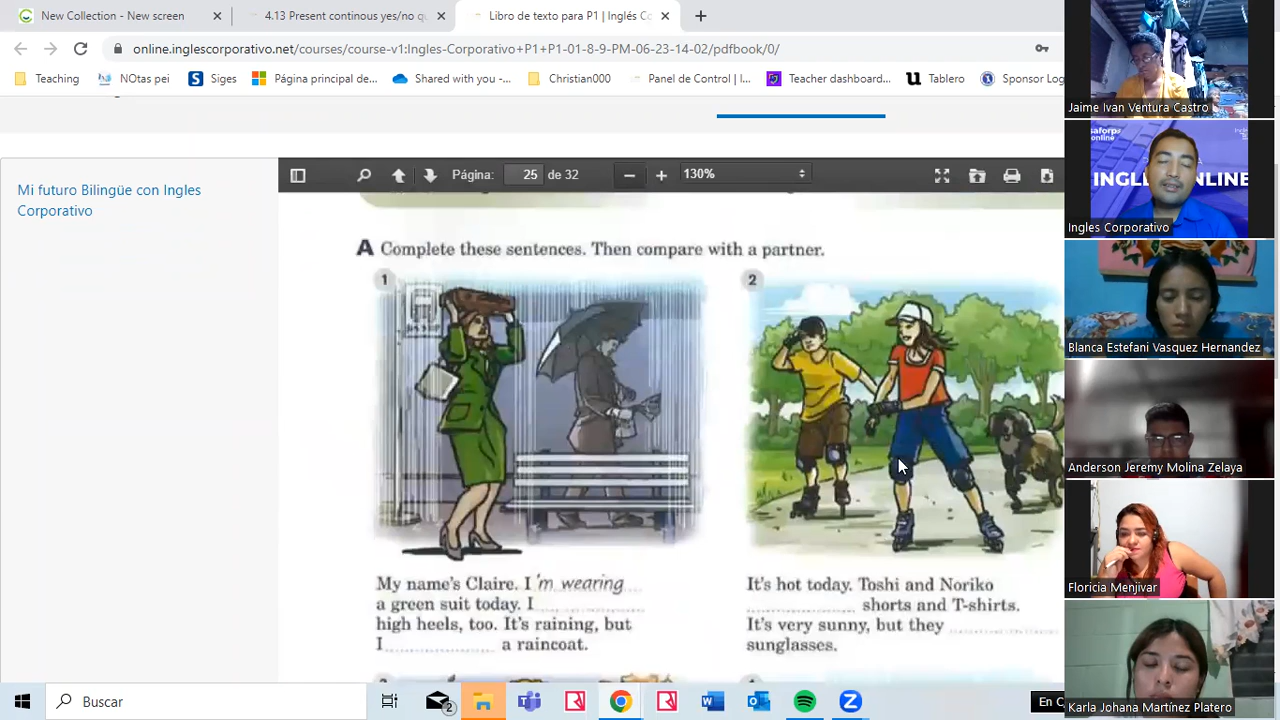 New Collection - New screen
4.13 Present continous yes/no q
Libro de texto para P1 | Inglés C
online.inglescorporativo.net/courses/course-v1:Ingles-Corporativo+P1+P1-01-8-9-PM-06-23-14-02/pdfbook/0/
Teaching
NOtas pei
Siges
Página principal de...
Shared with you -...
Christian000
Panel de Control | I...
Teacher dashboard...
Tablero
Sponsor Log
Mi futuro Bilingüe con Ingles
Corporativo
Página:
25
de 32
130%
A Complete these sentences. Then compare with a partner.
1
My name's Claire. I 'm wearing
a green suit today. I
high heels, too. It's raining, but
I a raincoat.
2
It's hot today. Toshi and Noriko
shorts and T-shirts.
It's very sunny, but they
sunglasses.
Buscar
2
Jaime Ivan Ventura Castro
online
INGL
NLINE
Ingles Corporativo
Blanca Estefani Vasquez Hernandez
Anderson Jeremy Molina Zelaya
Floricia Menjivar
Karla Johana Martínez Platero